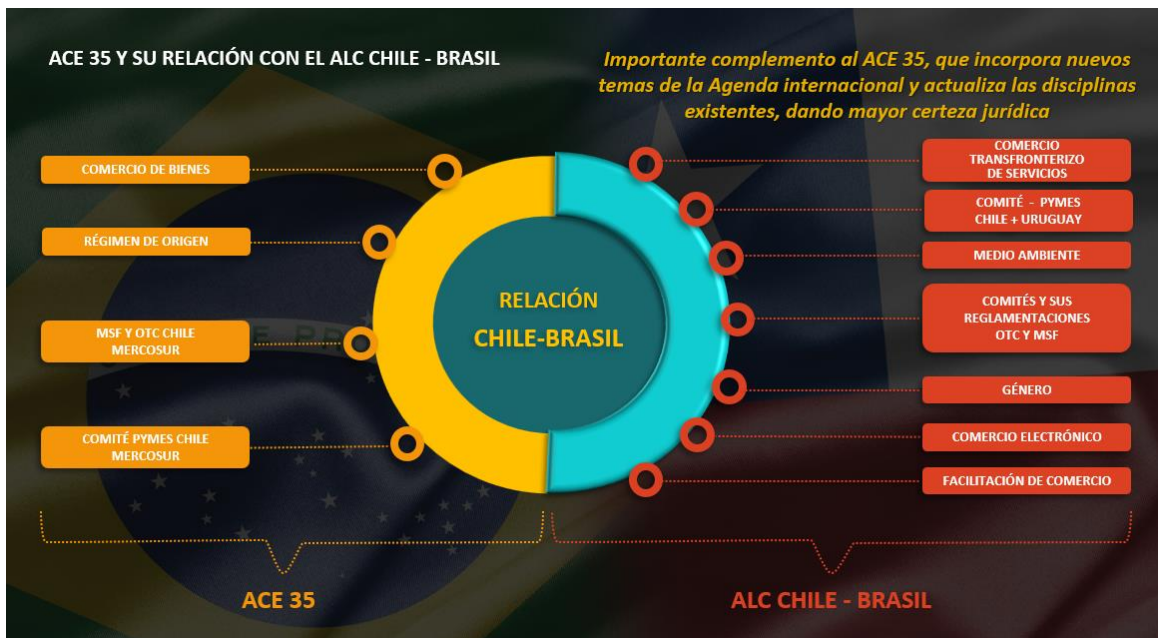 ACE 35 Y SU RELACIÓN CON EL ALC CHILE - BRASIL
Importante complemento al ACE 35, que incorpora nuevos
temas de la Agenda internacional y actualiza las disciplinas
existentes, dando mayor certeza jurídica
COMERCIO DE BIENES
RÉGIMEN DE ORIGEN
MSF Y OTC CHILE
MERCOSUR
COMITÉ PYMES CHILE
MERCOSUR
RELACIÓN
CHILE-BRASIL
COMERCIO
TRANSFRONTERIZO
DE SERVICIOS
COMITÉ - PYMES
CHILE + URUGUAY
MEDIO AMBIENTE
COMITÉS Y SUS
REGLAMENTACIONES
OTC Y MSF
GÉNERO
COMERCIO ELECTRÓNICO
FACILITACIÓN DE COMERCIO
ACE 35
ALC CHILE - BRASIL